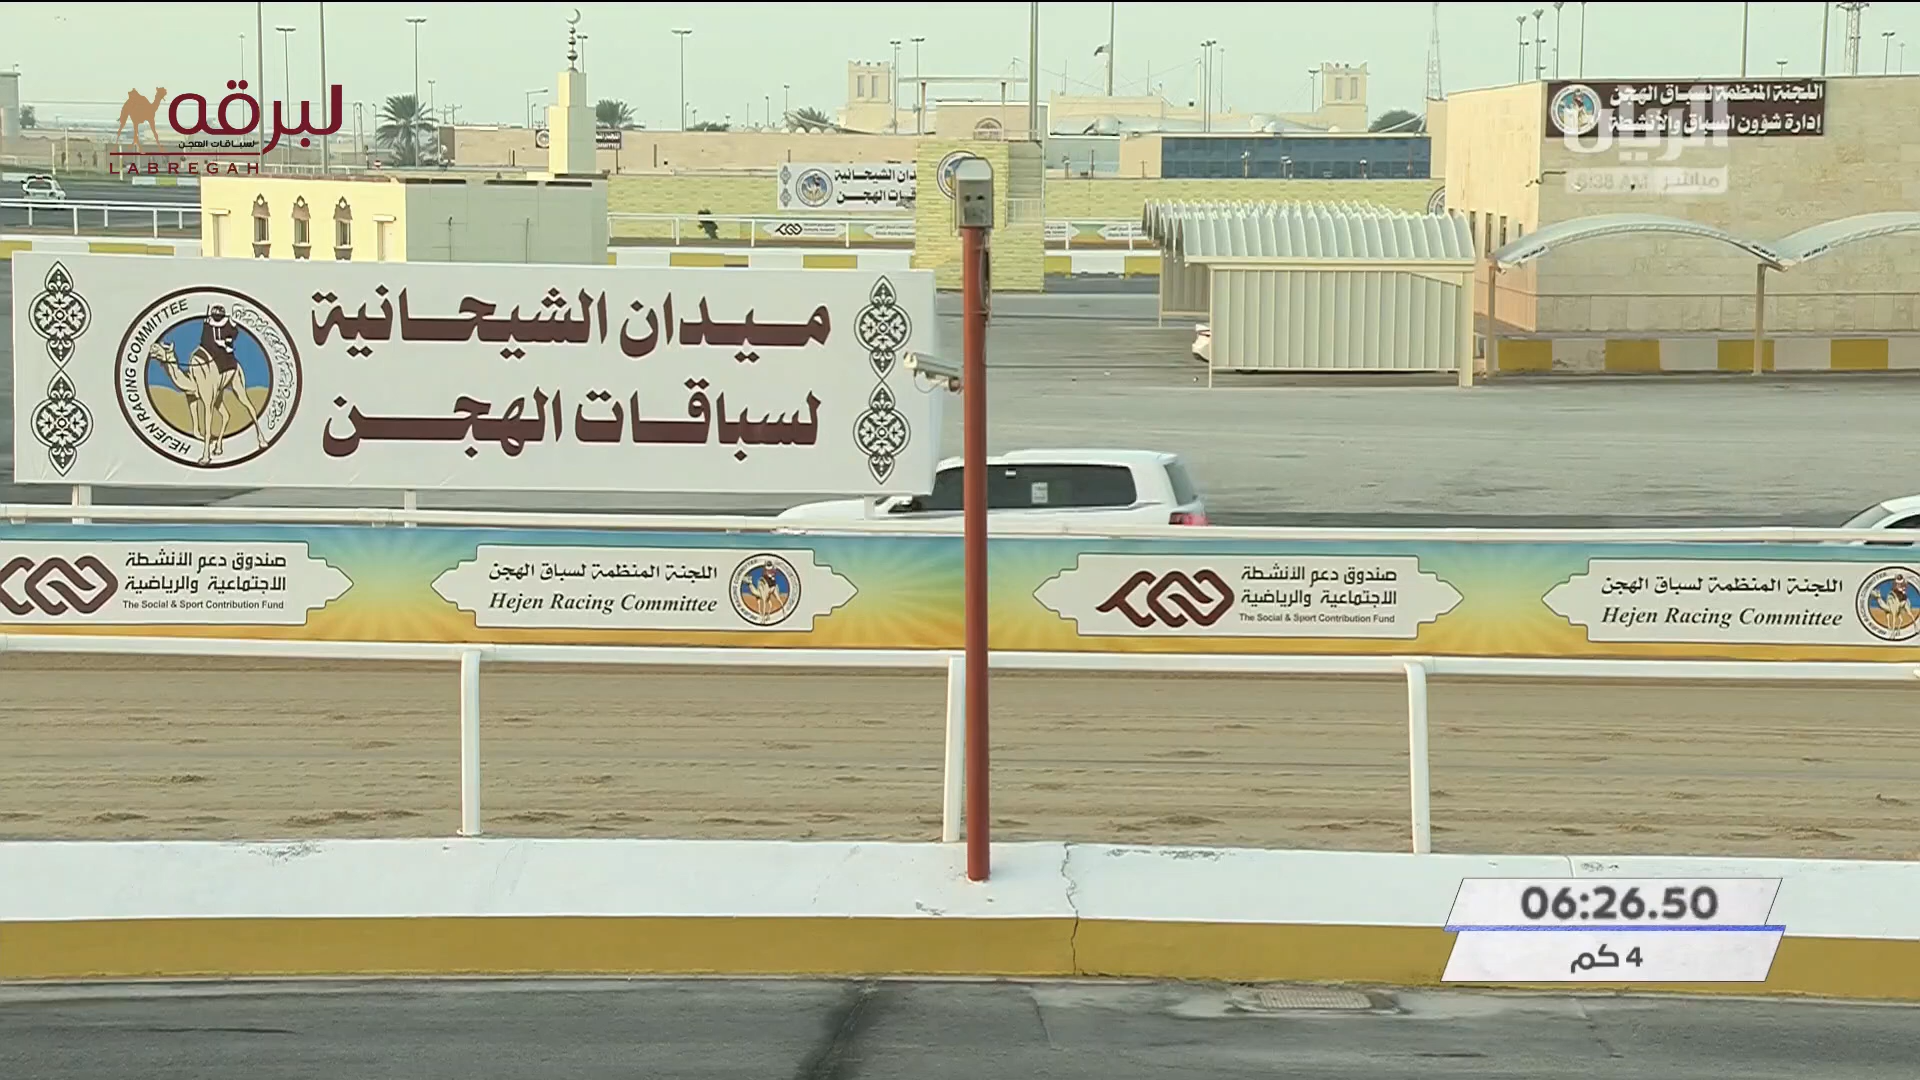 لبرقه
لسباقات الهجن
LABREGAH
اللجنة المنظمة لسباق الهجن
إدارة شؤون السباق والأنشطة
الريان
مباشر 6:38 AM
ميدان الشيحانية
لسباقات الهجن
ميدان الشيحانية
لسباقات الهجن
HEJEN RACING COMMITTEE
صندوق دعم الأنشطة
الاجتماعية والرياضية
The Social & Sport Contribution Fund
اللجنة المنظمة لسباق الهجن
Hejen Racing Committee
صندوق دعم الأنشطة
الاجتماعية والرياضية
The Social & Sport Contribution Fund
اللجنة المنظمة لسباق الهجن
Hejen Racing Committee
06:26.50
4 كم